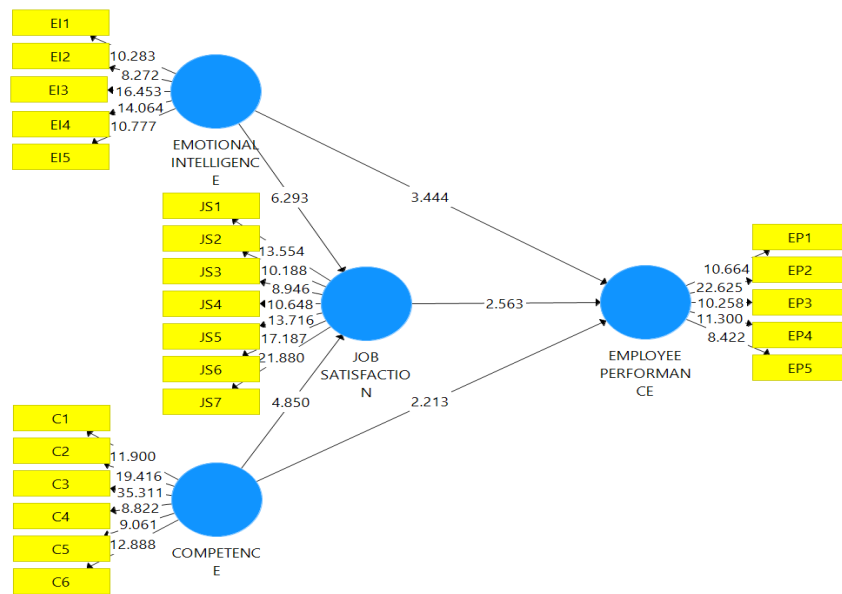 EI1
EI2
EI3
EI4
EI5
10.283
8.272
16.453
14.064
10.777
EMOTIONAL
INTELLIGENC
E
6.293
3.444
JS1
JS2
JS3
JS4
JS5
JS6
JS7
13.554
10.188
8.946
10.648
13.716
17.187
21.880
JOB
SATISFACTIO
N
2.563
4.850
2.213
EP1
EP2
EP3
EP4
EP5
10.664
22.625
10.258
11.300
8.422
EMPLOYEE
PERFORMAN
CE
C1
C2
C3
C4
C5
C6
11.900
19.416
35.311
8.822
9.061
12.888
COMPETENC
E